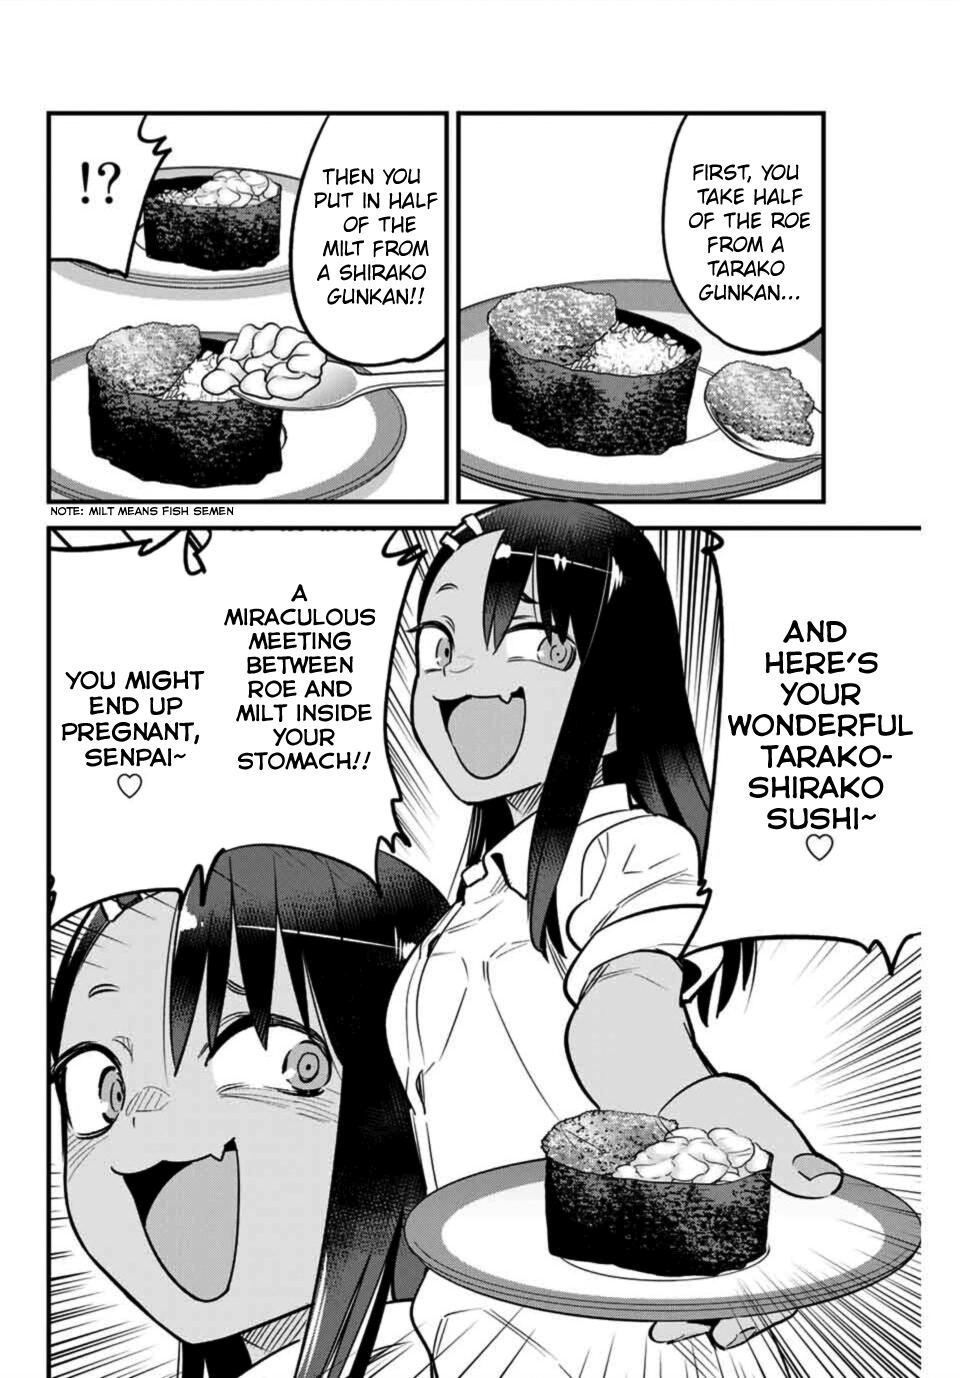 FIRST, YOU
TAKE HALF
OF THE ROE
FROM A
TARAKO
GUNKAN...
THEN YOU
PUT IN HALF
OF THE
MILT FROM
A SHIRAKO
GUNKAN!!
!?
NOTE: MILT MEANS FISH SEMEN
AND
HERE'S
YOUR
WONDERFUL
TARAKO-
SHIRAKO
SUSHI~
♡
A
MIRACULOUS
MEETING
BETWEEN
ROE AND
MILT INSIDE
YOUR
STOMACH!!
YOU MIGHT
END UP
PREGNANT,
SENPAI~
♡